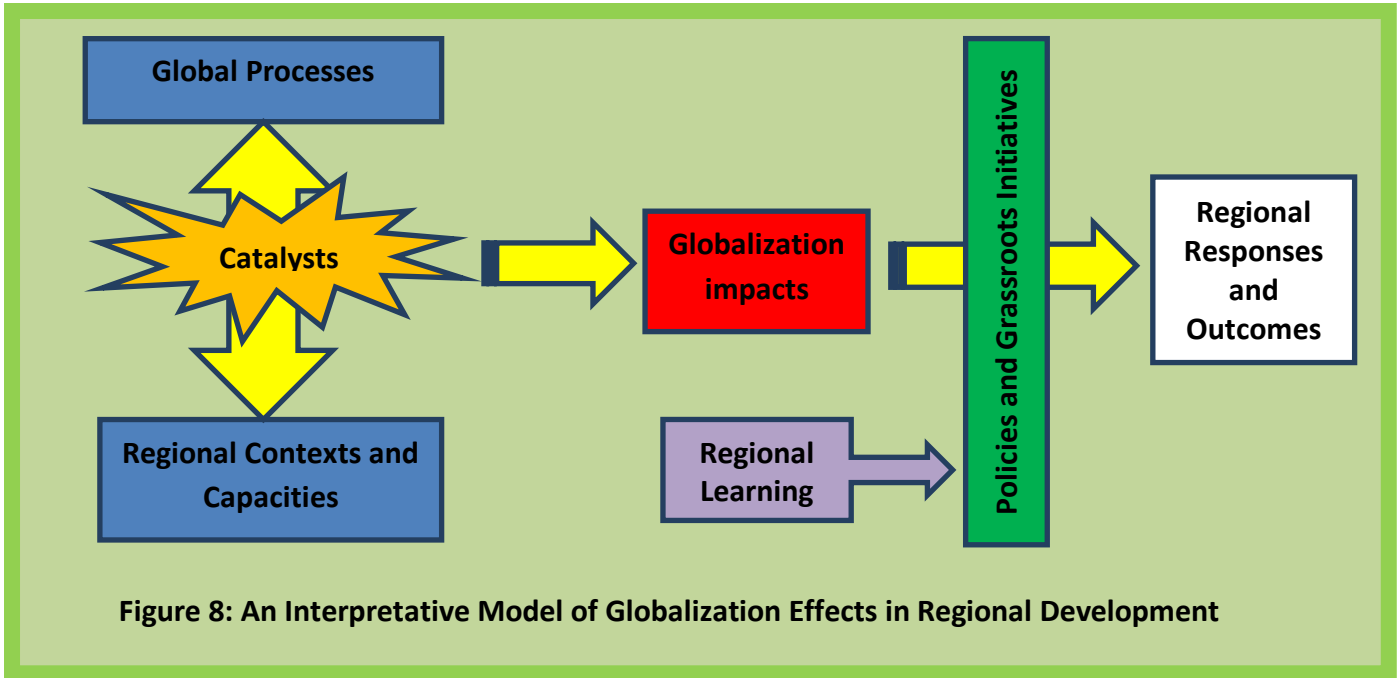 Global Processes
Catalysts
Regional Contexts and
Capacities
Globalization
impacts
Regional
Learning
Policies and Grassroots Initiatives
Regional
Responses
and
Outcomes
Figure 8: An Interpretative Model of Globalization Effects in Regional Development